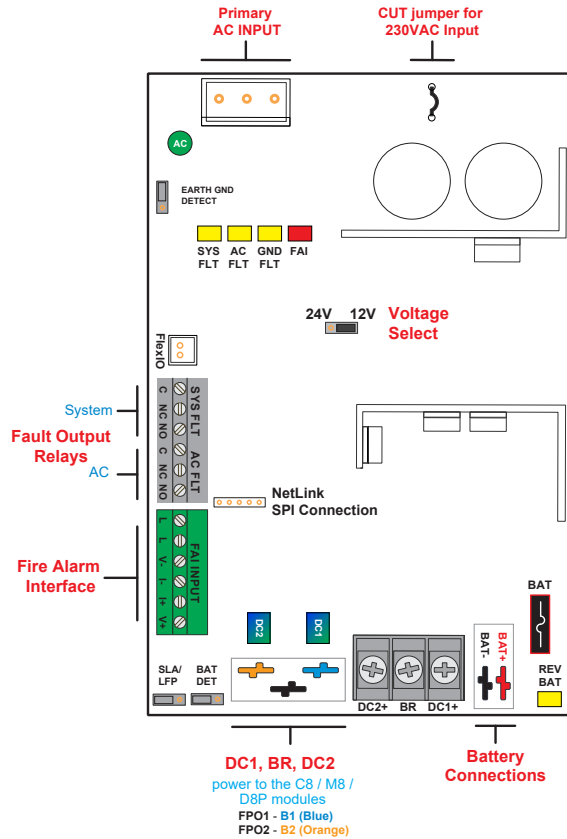 Primary
AC INPUT
CUT jumper for
230VAC Input
AC
EARTH GND
DETECT
SYS
FLT
AC
FLT
GND
FLT
FAI
24V
12V
Voltage
Select
FlexIO
System
Fault Output
Relays
AC
C
NC
NO
SYS FLT
C
NC
NO
AC FLT
NetLink
SPI Connection
Fire Alarm
Interface
L
L
V-
I-
I+
V+
FAI INPUT
BAT
DC2
DC1
BAT-
BAT+
SLA/
LFP
BAT
DET
REV
BAT
DC2+
BR
DC1+
DC1, BR, DC2
power to the C8 / M8 /
D8P modules
FPO1 - B1 (Blue)
FPO2 - B2 (Orange)
Battery
Connections